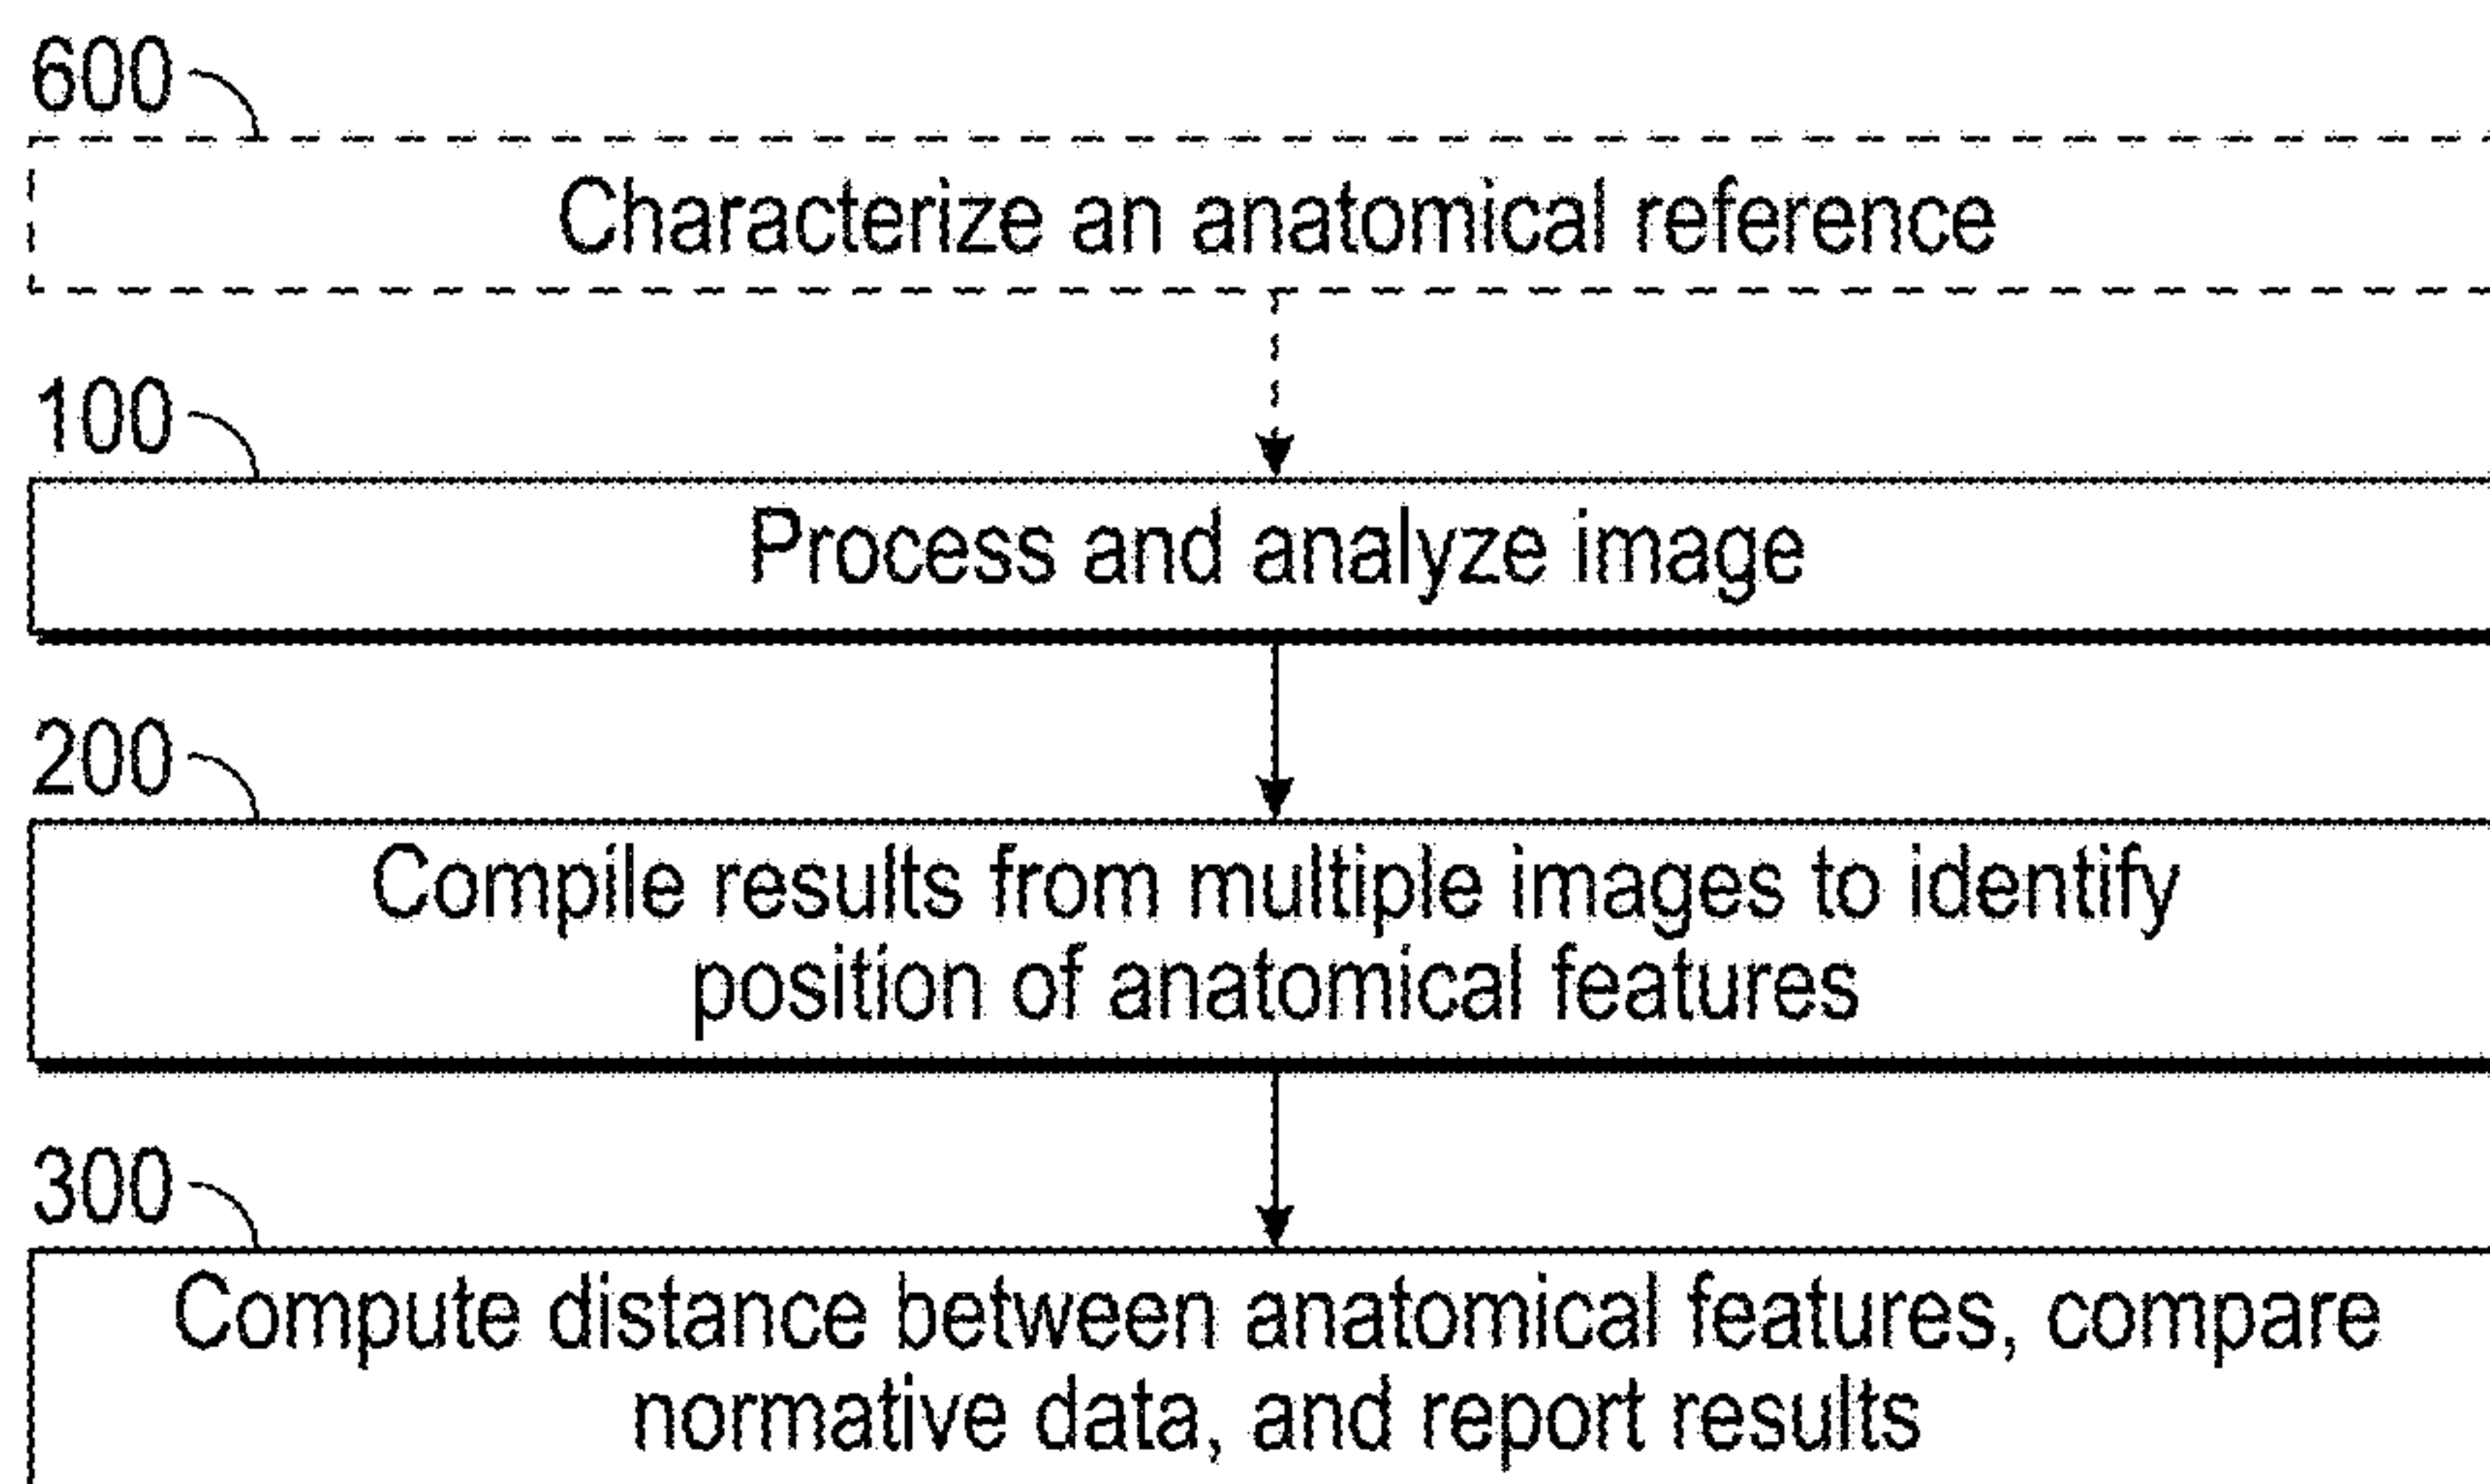 600
Characterize an anatomical reference
100
Process and analyze image
200
Compile results from multiple images to identify
position of anatomical features
300
Compute distance between anatomical features, compare
normative data, and report results